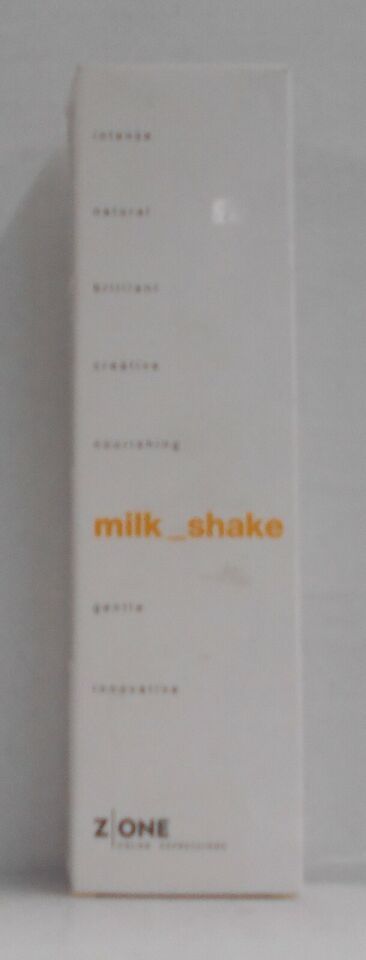 intense
natural
brilliant
creative
nourishing
milk_shake
gentle
innovative
Z|ONE